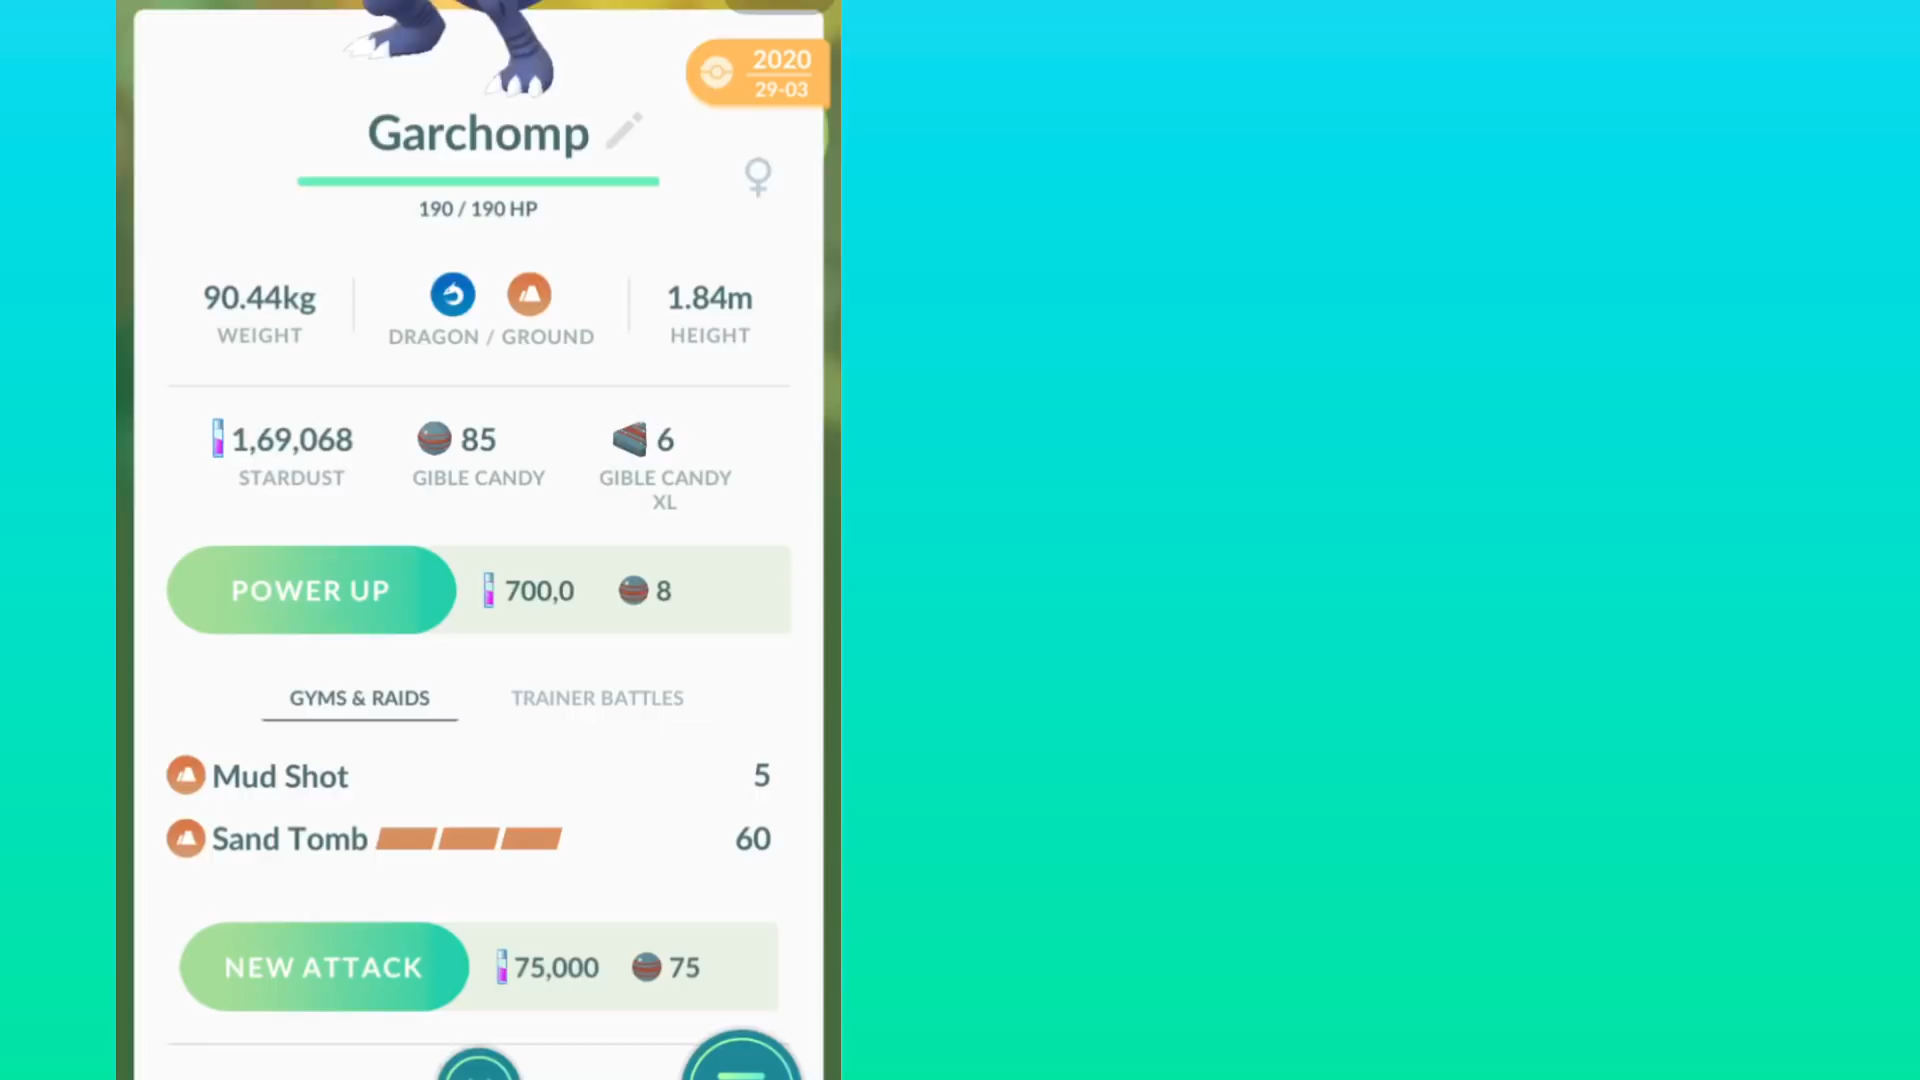 2020
29-03
Garchomp
190 / 190 HP
90.44kg
WEIGHT
DRAGON / GROUND
1.84m
HEIGHT
1,69,068
STARDUST
85
GIBLE CANDY
6
GIBLE CANDY
XL
POWER UP
700,0
8
GYMS & RAIDS
TRAINER BATTLES
Mud Shot
5
Sand Tomb
60
NEW ATTACK
75,000
75